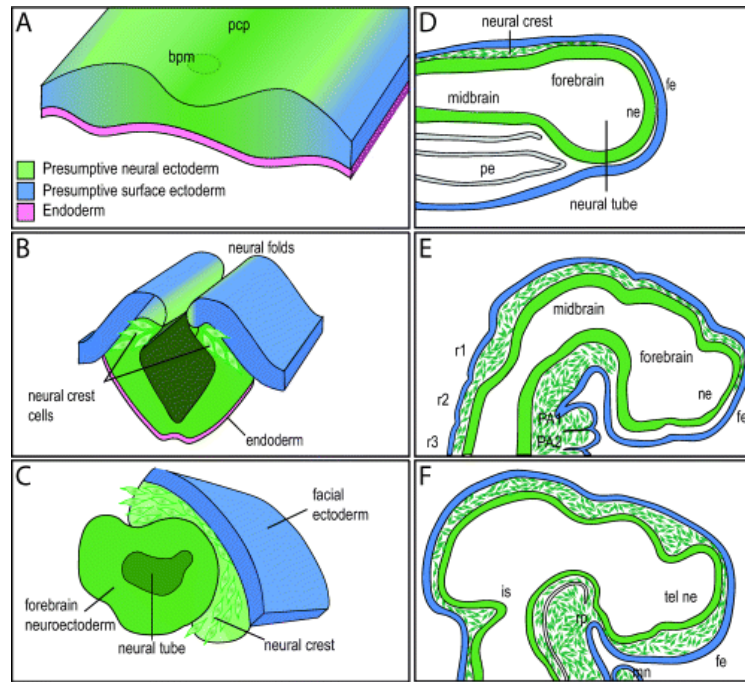 A
pcp
bpm
Presumptive neural ectoderm
Presumptive surface ectoderm
Endoderm
B
neural folds
neural crest
cells
endoderm
C
facial
ectoderm
forebrain
neuroectoderm
neural tube
neural crest
D
neural crest
forebrain
fe
midbrain
ne
pe
neural tube
E
midbrain
r1
forebrain
r2
ne
PA1
fe
r3
PA2
F
is
tel ne
rp
fe
mn